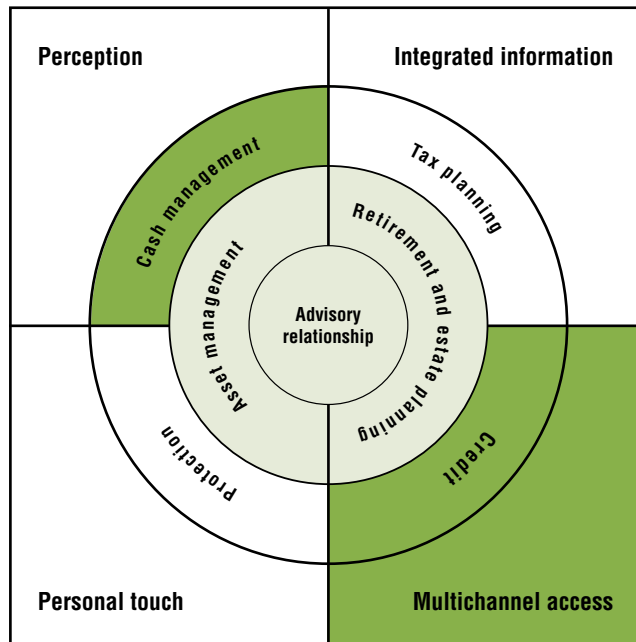 Perception
Integrated information
Cash management
Tax planning
Asset management
Retirement and estate planning
Advisory
relationship
Protection
Credit
Personal touch
Multichannel access